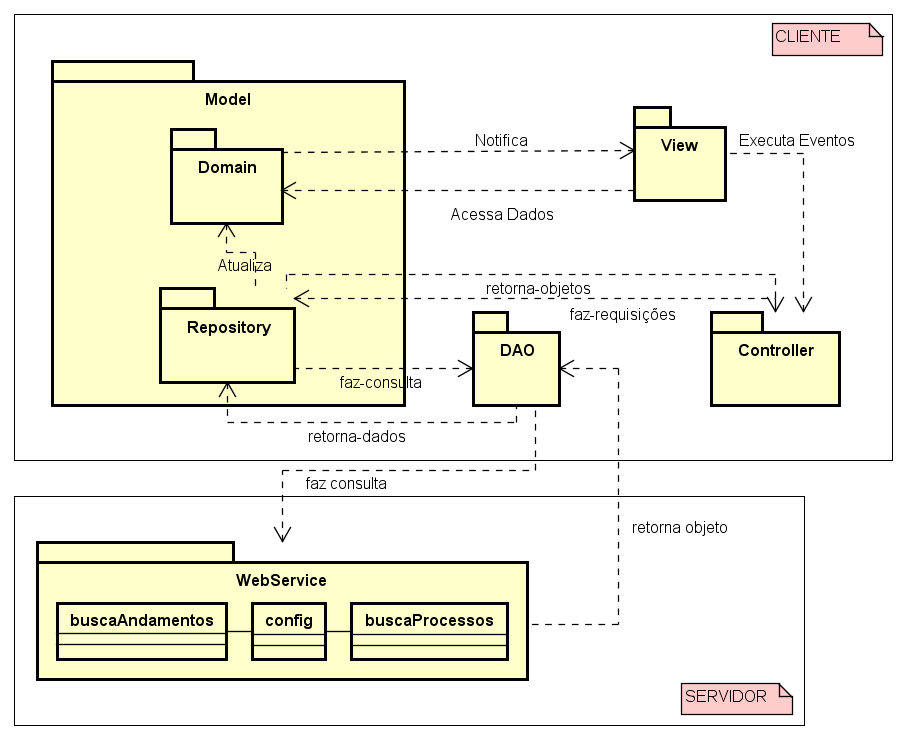 CLIENTE
Model
Domain
Notifica
View
Executa Eventos
Acessa Dados
Atualiza
retorna-objetos
faz-requisições
Repository
DAO
Controller
faz-consulta
retorna-dados
faz consulta
retorna objeto
WebService
buscaAndamentos
config
buscaProcessos
SERVIDOR